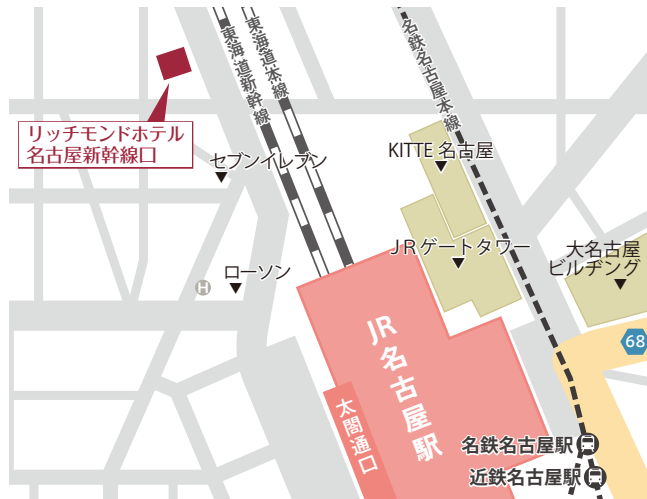 東海道本線
東海道新幹線
名鉄名古屋本線
リッチモンドホテル
名古屋新幹線口
セブンイレブン
KITTE 名古屋
JRゲートタワー
大名古屋
ビルヂング
ローソン
H
JR名古屋駅
68
太閤通口
名鉄名古屋駅
近鉄名古屋駅